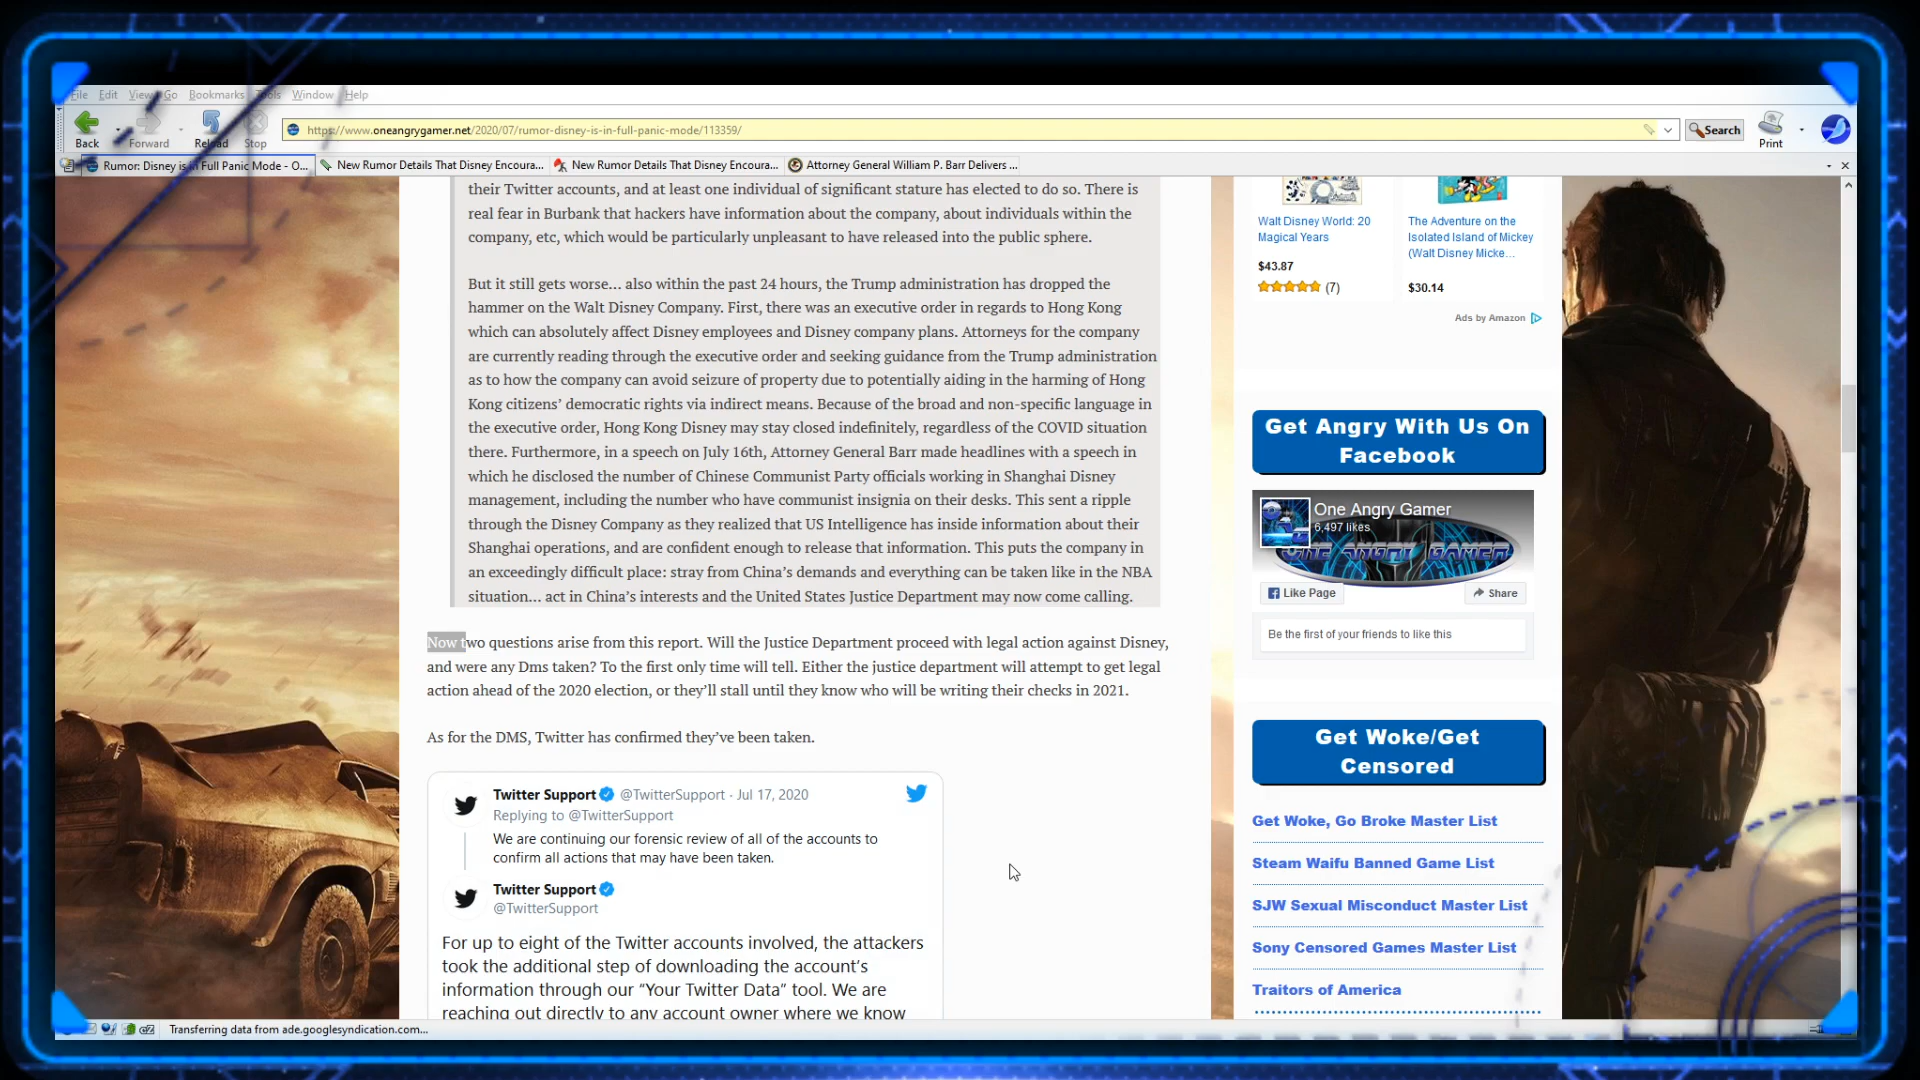 File Edit View Go Bookmarks Tools Window Help
Back Forward Reload Stop
https://www.oneangrygamer.net/2020/07/rumor-disney-is-in-full-panic-mode/113359/
Search
Print
Rumor: Disney is in Full Panic Mode - O...
New Rumor Details That Disney Encoura...
New Rumor Details That Disney Encoura...
Attorney General William P. Barr Delivers ...
their Twitter accounts, and at least one individual of significant stature has elected to do so. There is
real fear in Burbank that hackers have information about the company, about individuals within the
company, etc, which would be particularly unpleasant to have released into the public sphere.
But it still gets worse... also within the past 24 hours, the Trump administration has dropped the
hammer on the Walt Disney Company. First, there was an executive order in regards to Hong Kong
which can absolutely affect Disney employees and Disney company plans. Attorneys for the company
are currently reading through the executive order and seeking guidance from the Trump administration
as to how the company can avoid seizure of property due to potentially aiding in the harming of Hong
Kong citizens’ democratic rights via indirect means. Because of the broad and non-specific language in
the executive order, Hong Kong Disney may stay closed indefinitely, regardless of the COVID situation
there. Furthermore, in a speech on July 16th, Attorney General Barr made headlines with a speech in
which he disclosed the number of Chinese Communist Party officials working in Shanghai Disney
management, including the number who have communist insignia on their desks. This sent a ripple
through the Disney Company as they realized that US Intelligence has inside information about their
Shanghai operations, and are confident enough to release that information. This puts the company in
an exceedingly difficult place: stray from China’s demands and everything can be taken like in the NBA
situation... act in China’s interests and the United States Justice Department may now come calling.
Now two questions arise from this report. Will the Justice Department proceed with legal action against Disney,
and were any Dms taken? To the first only time will tell. Either the justice department will attempt to get legal
action ahead of the 2020 election, or they’ll stall until they know who will be writing their checks in 2021.
As for the DMS, Twitter has confirmed they’ve been taken.
Twitter Support @TwitterSupport · Jul 17, 2020
Replying to @TwitterSupport
We are continuing our forensic review of all of the accounts to
confirm all actions that may have been taken.
Twitter Support
@TwitterSupport
For up to eight of the Twitter accounts involved, the attackers
took the additional step of downloading the account’s
information through our “Your Twitter Data” tool. We are
reaching out directly to any account owner where we know
Walt Disney World: 20
Magical Years
$43.87
(7)
The Adventure on the
Isolated Island of Mickey
(Walt Disney Micke...
$30.14
Ads by Amazon
Get Angry With Us On
Facebook
One Angry Gamer
6,497 likes
ONE ANGRY GAMER
Like Page
Share
Be the first of your friends to like this
Get Woke/Get
Censored
Get Woke, Go Broke Master List
Steam Waifu Banned Game List
SJW Sexual Misconduct Master List
Sony Censored Games Master List
Traitors of America
Transferring data from ade.googlesyndication.com...